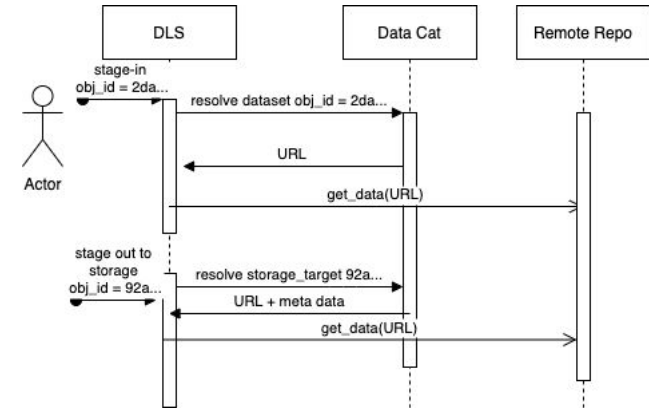 DLS
Data Cat
Remote Repo
stage-in
obj_id = 2da...
resolve dataset obj_id = 2da...
URL
Actor
get_data(URL)
stage out to
storage
obj_id = 92a...
resolve storage_target 92a...
URL + meta data
get_data(URL)